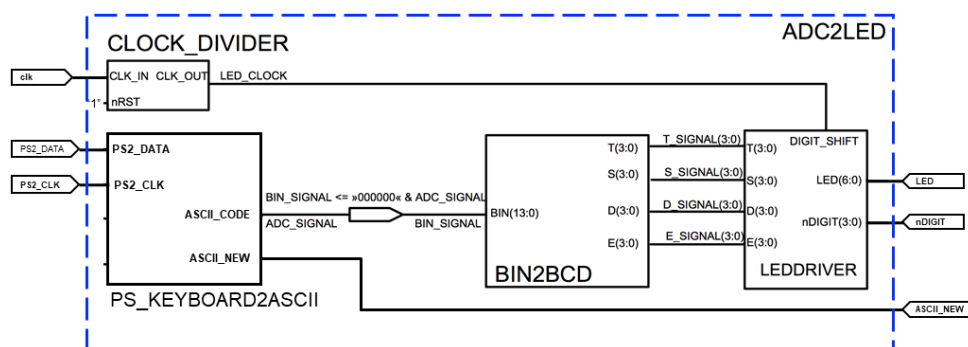 ADC2LED
CLOCK_DIVIDER
clk
CLK_IN CLK_OUT
LED_CLOCK
"1" nRST
PS2_DATA
PS2_DATA
PS2_CLK
PS2_CLK
ASCII_CODE
ASCII_NEW
PS_KEYBOARD2ASCII
BIN_SIGNAL <= »000000« & ADC_SIGNAL
ADC_SIGNAL
BIN_SIGNAL
BIN(13:0)
T(3:0)
S(3:0)
D(3:0)
E(3:0)
BIN2BCD
T_SIGNAL(3:0)
S_SIGNAL(3:0)
D_SIGNAL(3:0)
E_SIGNAL(3:0)
DIGIT_SHIFT
T(3:0)
S(3:0)
D(3:0)
E(3:0)
LED(6:0)
nDIGIT(3:0)
LEDDRIVER
LED
nDIGIT
ASCII_NEW